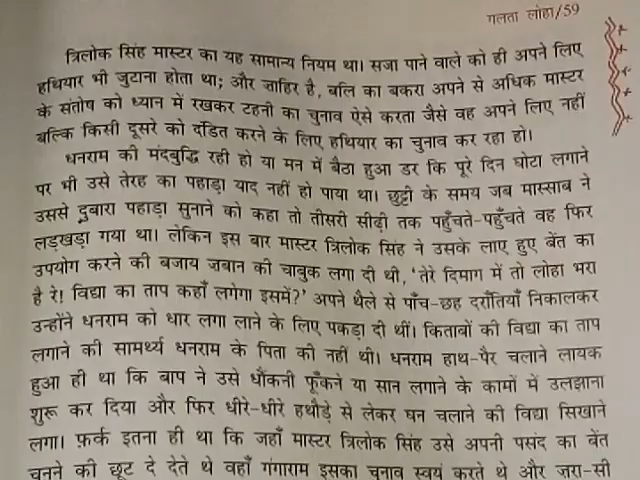 गलता लोहा/59
त्रिलोक सिंह मास्टर का यह सामान्य नियम था। सजा पाने वाले को ही अपने लिए
हथियार भी जुटाना होता था; और जाहिर है, बलि का बकरा अपने से अधिक मास्टर
के संतोष को ध्यान में रखकर टहनी का चुनाव ऐसे करता जैसे वह अपने लिए नहीं
बल्कि किसी दूसरे को दंडित करने के लिए हथियार का चुनाव कर रहा हो।
धनराम की मंदबुद्धि रही हो या मन में बैठा हुआ डर कि पूरे दिन घोटा लगाने
पर भी उसे तेरह का पहाड़ा याद नहीं हो पाया था। छुट्टी के समय जब मास्साब ने
उससे दुबारा पहाड़ा सुनाने को कहा तो तीसरी सीढ़ी तक पहुँचते-पहुँचते वह फिर
लड़खड़ा गया था। लेकिन इस बार मास्टर त्रिलोक सिंह ने उसके लाए हुए बेंत का
उपयोग करने की बजाय जबान की चाबुक लगा दी थी, 'तेरे दिमाग में तो लोहा भरा
है रे! विद्या का ताप कहाँ लगेगा इसमें?' अपने थैले से पाँच-छह दराँतियाँ निकालकर
उन्होंने धनराम को धार लगा लाने के लिए पकड़ा दी थीं। किताबों की विद्या का ताप
लगाने की सामर्थ्य धनराम के पिता की नहीं थी। धनराम हाथ-पैर चलाने लायक
हुआ ही था कि बाप ने उसे धौंकनी फूँकने या सान लगाने के कामों में उलझाना
शुरू कर दिया और फिर धीरे-धीरे हथौड़े से लेकर घन चलाने की विद्या सिखाने
लगा। फ़र्क इतना ही था कि जहाँ मास्टर त्रिलोक सिंह उसे अपनी पसंद का बेंत
चुनने की छूट दे देते थे वहाँ गंगाराम इसका चुनाव स्वयं करते थे और जरा-सी